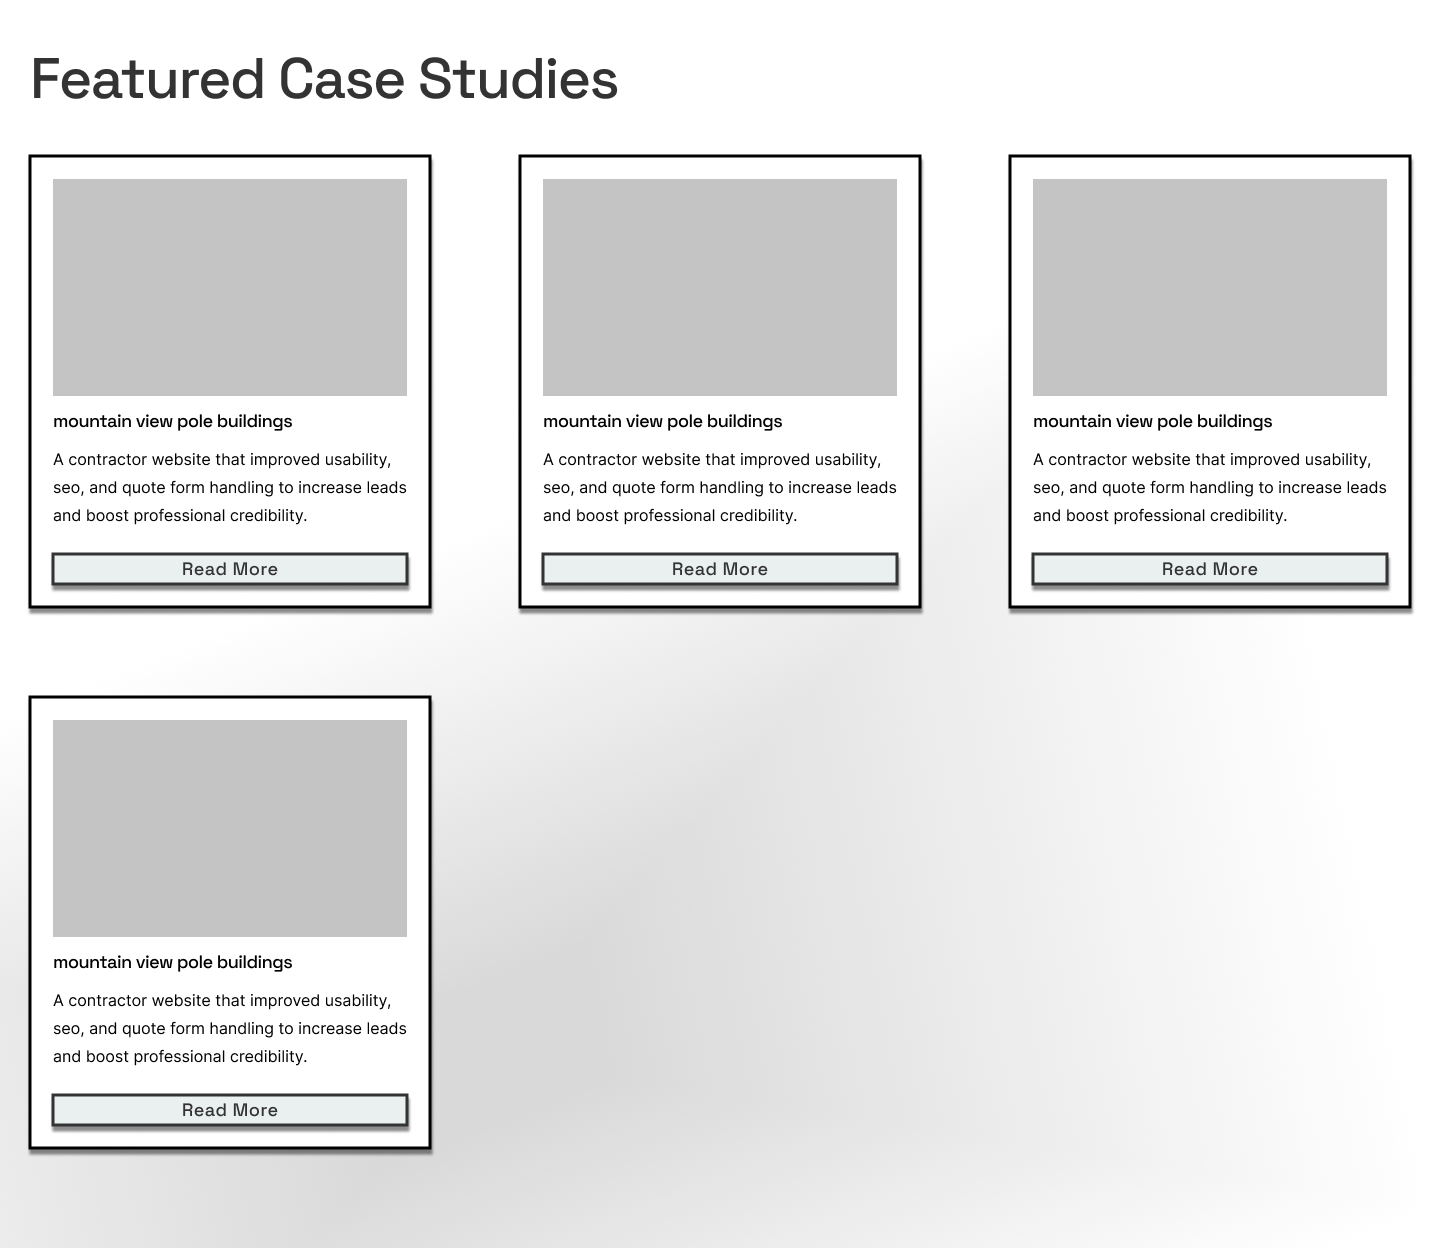 Featured Case Studies
mountain view pole buildings
A contractor website that improved usability,
seo, and quote form handling to increase leads
and boost professional credibility.
Read More
mountain view pole buildings
A contractor website that improved usability,
seo, and quote form handling to increase leads
and boost professional credibility.
Read More
mountain view pole buildings
A contractor website that improved usability,
seo, and quote form handling to increase leads
and boost professional credibility.
Read More
mountain view pole buildings
A contractor website that improved usability,
seo, and quote form handling to increase leads
and boost professional credibility.
Read More